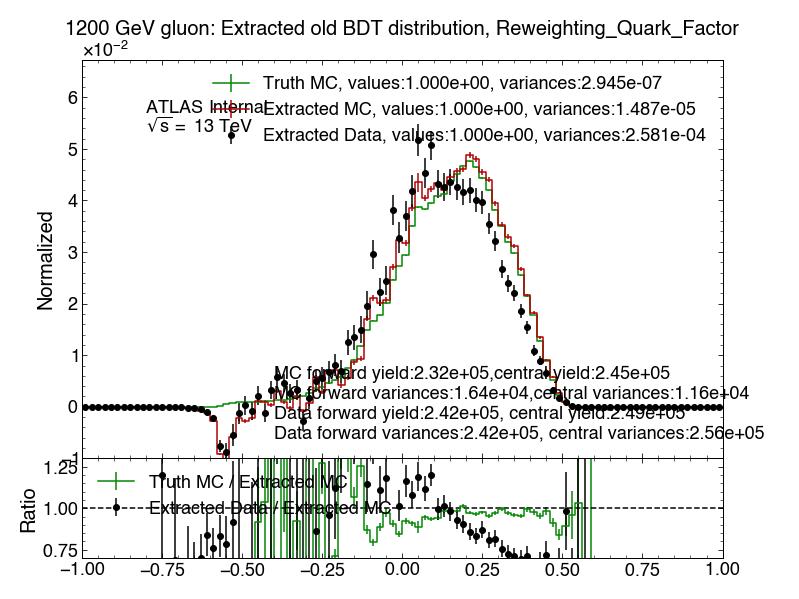 1200 GeV gluon: Extracted old BDT distribution, Reweighting_Quark_Factor
×10⁻²
Truth MC, values:1.000e+00, variances:2.945e-07
ATLAS Internal
Extracted MC, values:1.000e+00, variances:1.487e-05
√s = 13 TeV
Extracted Data, values:1.000e+00, variances:2.581e-04
6
5
4
3
2
1
0
−1
Normalized
MC forward yield:2.32e+05,central yield:2.45e+05
MC forward variances:1.64e+04,central variances:1.16e+04
Data forward yield:2.42e+05, central yield:2.49e+05
Data forward variances:2.42e+05, central variances:2.56e+05
1.25
1.00
0.75
Ratio
Truth MC / Extracted MC
Extracted Data / Extracted MC
−1.00 −0.75 −0.50 −0.25 0.00 0.25 0.50 0.75 1.00